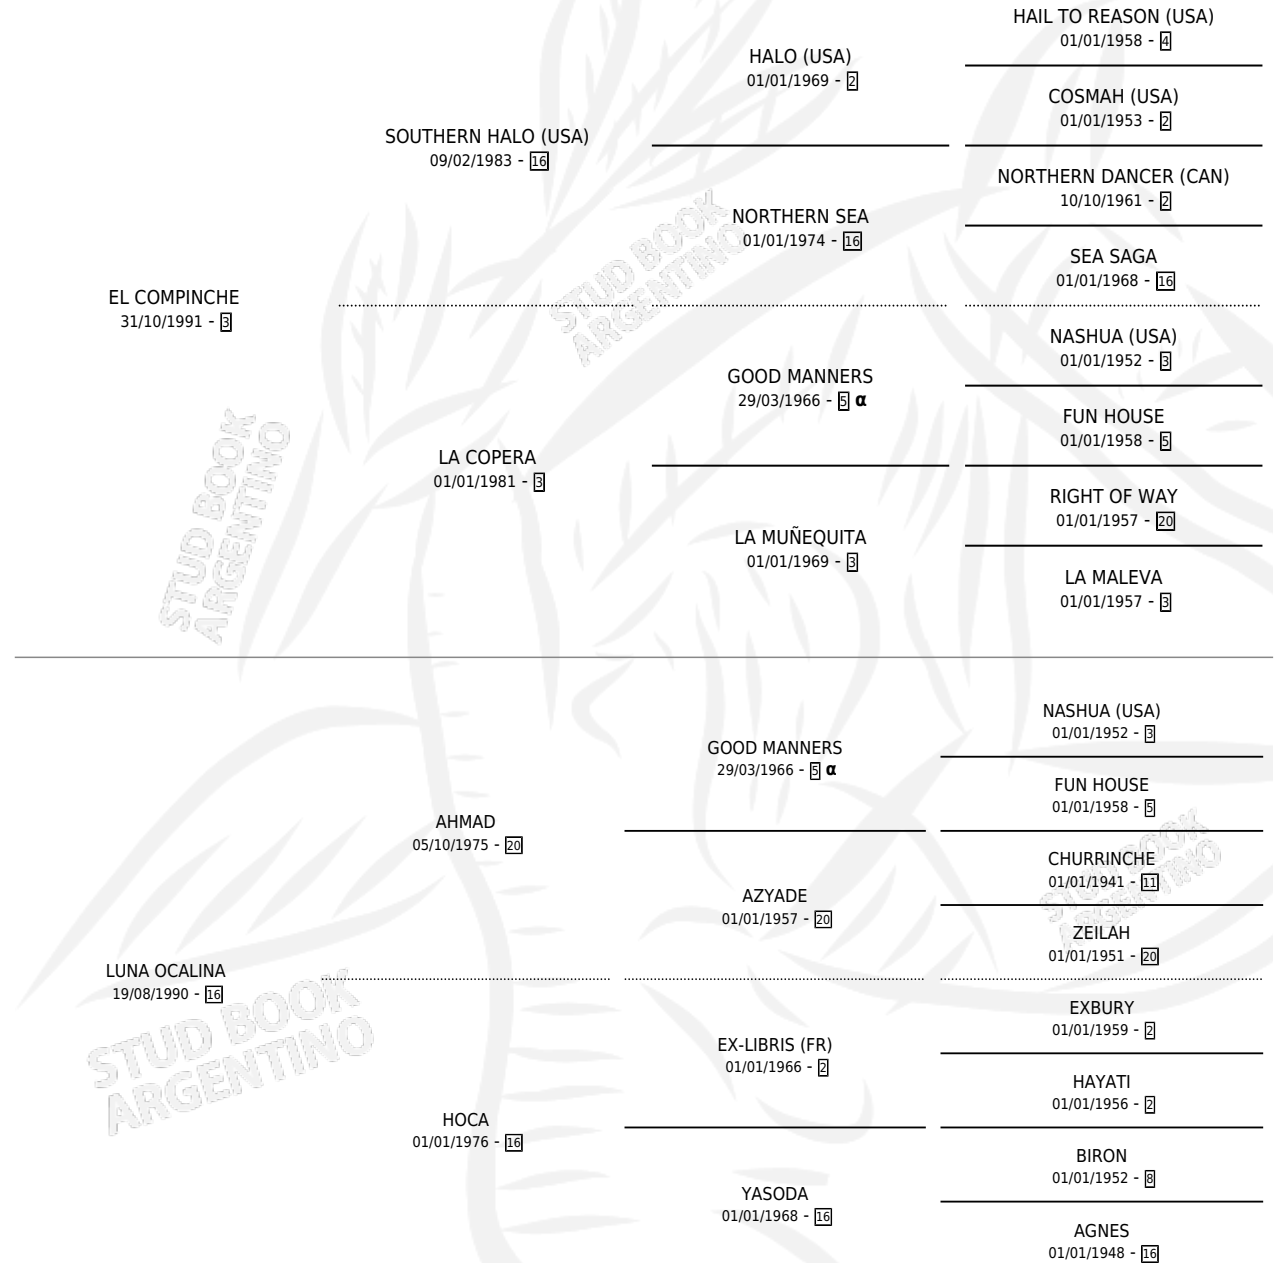 HAIL TO REASON (USA)
01/01/1958 - 4
HALO (USA)
01/01/1969 - 2
COSMAH (USA)
01/01/1953 - 2
SOUTHERN HALO (USA)
09/02/1983 - 16
NORTHERN DANCER (CAN)
10/10/1961 - 2
NORTHERN SEA
01/01/1974 - 16
SEA SAGA
01/01/1968 - 16
STUD BOOK
ARGENTINO
EL COMPINCHE
31/10/1991 - 3
NASHUA (USA)
01/01/1952 - 3
GOOD MANNERS
29/03/1966 - 5 α
FUN HOUSE
01/01/1958 - 5
LA COPERA
01/01/1981 - 3
RIGHT OF WAY
01/01/1957 - 20
LA MUÑEQUITA
01/01/1969 - 3
LA MALEVA
01/01/1957 - 3
STUD BOOK
ARGENTINO
NASHUA (USA)
01/01/1952 - 3
GOOD MANNERS
29/03/1966 - 5 α
FUN HOUSE
01/01/1958 - 5
AHMAD
05/10/1975 - 20
CHURRINCHE
01/01/1941 - 11
AZYADE
01/01/1957 - 20
ZEILAH
01/01/1951 - 20
STUD BOOK
ARGENTINO
LUNA OCALINA
19/08/1990 - 16
EXBURY
01/01/1959 - 2
EX-LIBRIS (FR)
01/01/1966 - 2
HAYATI
01/01/1956 - 2
STUD BOOK
ARGENTINO
HOCA
01/01/1976 - 16
BIRON
01/01/1952 - 8
YASODA
01/01/1968 - 16
AGNES
01/01/1948 - 16